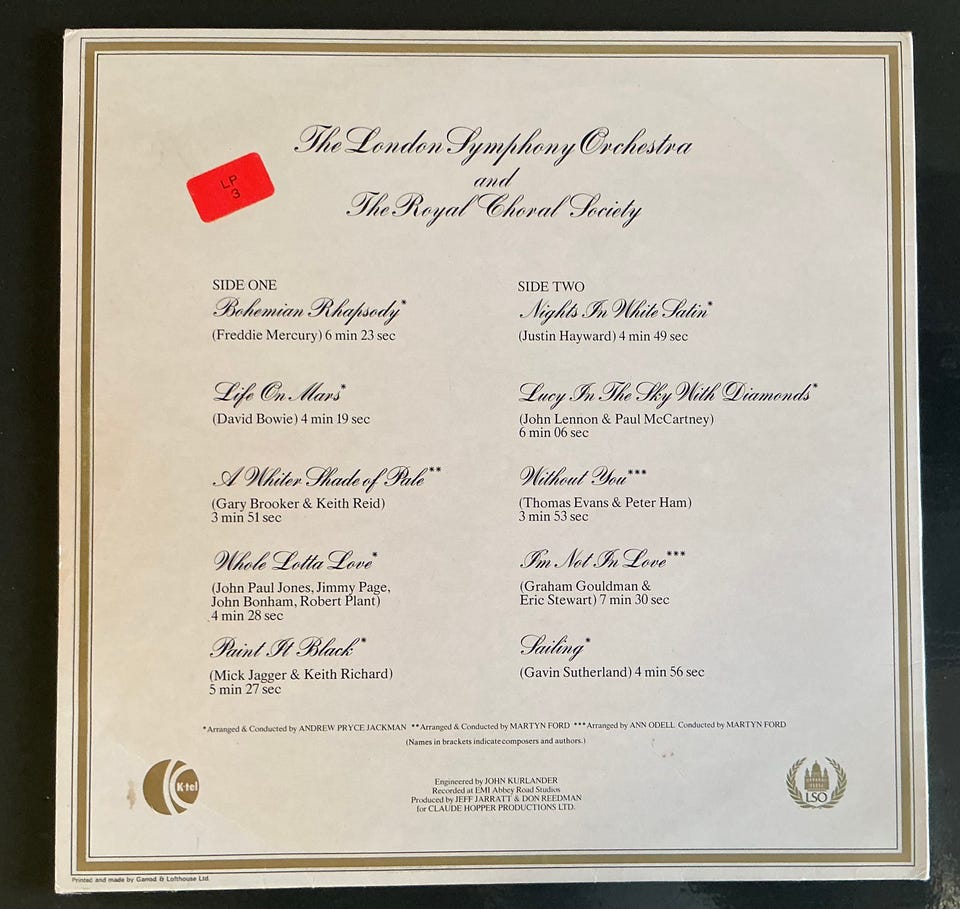 The London Symphony Orchestra
and
The Royal Choral Society
LP
3
SIDE ONE
Bohemian Rhapsody*
(Freddie Mercury) 6 min 23 sec
Life On Mars*
(David Bowie) 4 min 19 sec
A Whiter Shade of Pale**
(Gary Brooker & Keith Reid)
3 min 51 sec
Whole Lotta Love*
(John Paul Jones, Jimmy Page,
John Bonham, Robert Plant)
4 min 28 sec
Paint It Black*
(Mick Jagger & Keith Richard)
5 min 27 sec
SIDE TWO
Nights In White Satin*
(Justin Hayward) 4 min 49 sec
Lucy In The Sky With Diamonds*
(John Lennon & Paul McCartney)
6 min 06 sec
Without You***
(Thomas Evans & Peter Ham)
3 min 53 sec
I'm Not In Love***
(Graham Gouldman &
Eric Stewart) 7 min 30 sec
Sailing*
(Gavin Sutherland) 4 min 56 sec
*Arranged & Conducted by ANDREW PRYCE JACKMAN **Arranged & Conducted by MARTYN FORD ***Arranged by ANN ODELL Conducted by MARTYN FORD
(Names in brackets indicate composers and authors.)
K-tel
Engineered by JOHN KURLANDER
Recorded at EMI Abbey Road Studios
Produced by JEFF JARRATT & DON REEDMAN
for CLAUDE HOPPER PRODUCTIONS LTD.
LSO
Printed and made by Garrod & Lofthouse Ltd.